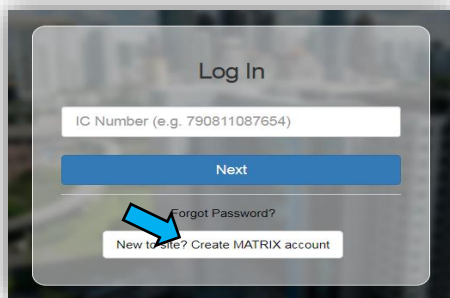 Log In
IC Number (e.g. 790811087654)
Next
Forgot Password?
New to site? Create MATRIX account